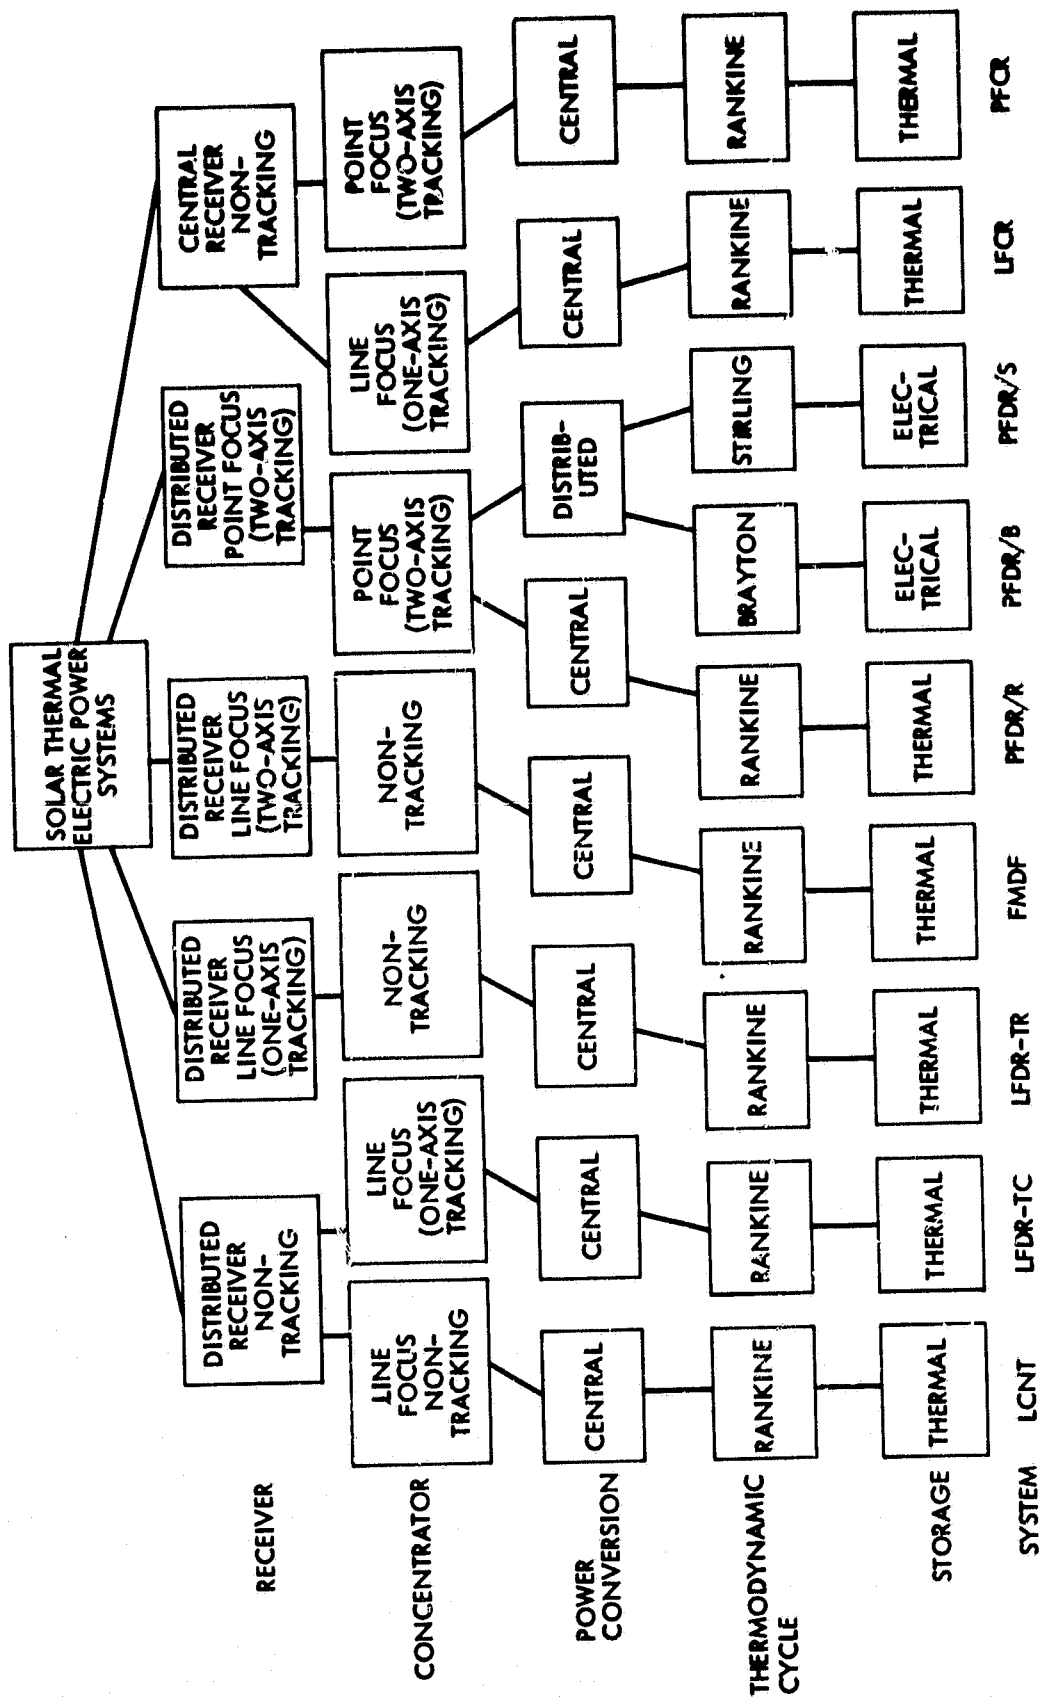 SOLAR THERMAL
ELECTRIC POWER
SYSTEMS
RECEIVER
DISTRIBUTED
RECEIVER
NON-
TRACKING
DISTRIBUTED
RECEIVER
LINE FOCUS
(ONE-AXIS
TRACKING)
DISTRIBUTED
RECEIVER
LINE FOCUS
(TWO-AXIS
TRACKING)
DISTRIBUTED
RECEIVER
POINT FOCUS
(TWO-AXIS
TRACKING)
CENTRAL
RECEIVER
NON-
TRACKING
CONCENTRATOR
LINE
FOCUS
NON-
TRACKING
LINE
FOCUS
(ONE-AXIS
TRACKING)
NON-
TRACKING
NON-
TRACKING
POINT
FOCUS
(TWO-AXIS
TRACKING)
LINE
FOCUS
(ONE-AXIS
TRACKING)
POINT
FOCUS
(TWO-AXIS
TRACKING)
POWER
CONVERSION
CENTRAL
CENTRAL
CENTRAL
CENTRAL
CENTRAL
DISTRIB-
UTED
CENTRAL
CENTRAL
THERMODYNAMIC
CYCLE
RANKINE
RANKINE
RANKINE
RANKINE
RANKINE
BRAYTON
STIRLING
RANKINE
RANKINE
STORAGE
THERMAL
THERMAL
THERMAL
THERMAL
THERMAL
ELEC-
TRICAL
ELEC-
TRICAL
THERMAL
THERMAL
SYSTEM
LCNT
LFDR-TC
LFDR-TR
FMDF
PFDR/R
PFDR/B
PFDR/S
LFCR
PFCR